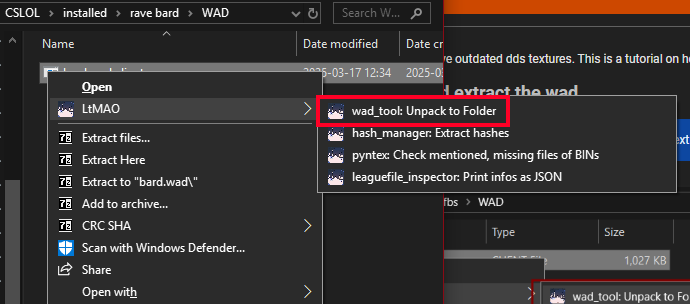 CSLOL > installed > rave bard > WAD
Search W...
Name
Date modified
Date cr
2025-03-17 12:34
2025-03
ve outdated dds textures. This is a tutorial on ho
d extract the wad
Open
LtMAO
wad_tool: Unpack to Folder
hash_manager: Extract hashes
pyntex: Check mentioned, missing files of BINs
leaguefile_inspector: Print infos as JSON
Extract files...
Extract Here
Extract to "bard.wad\"
Add to archive...
CRC SHA
Scan with Windows Defender...
Share
Open with
ext
fbs > WAD
Type
Size
CLIENT File
1,027 KB
wad_tool: Unpack to Fo